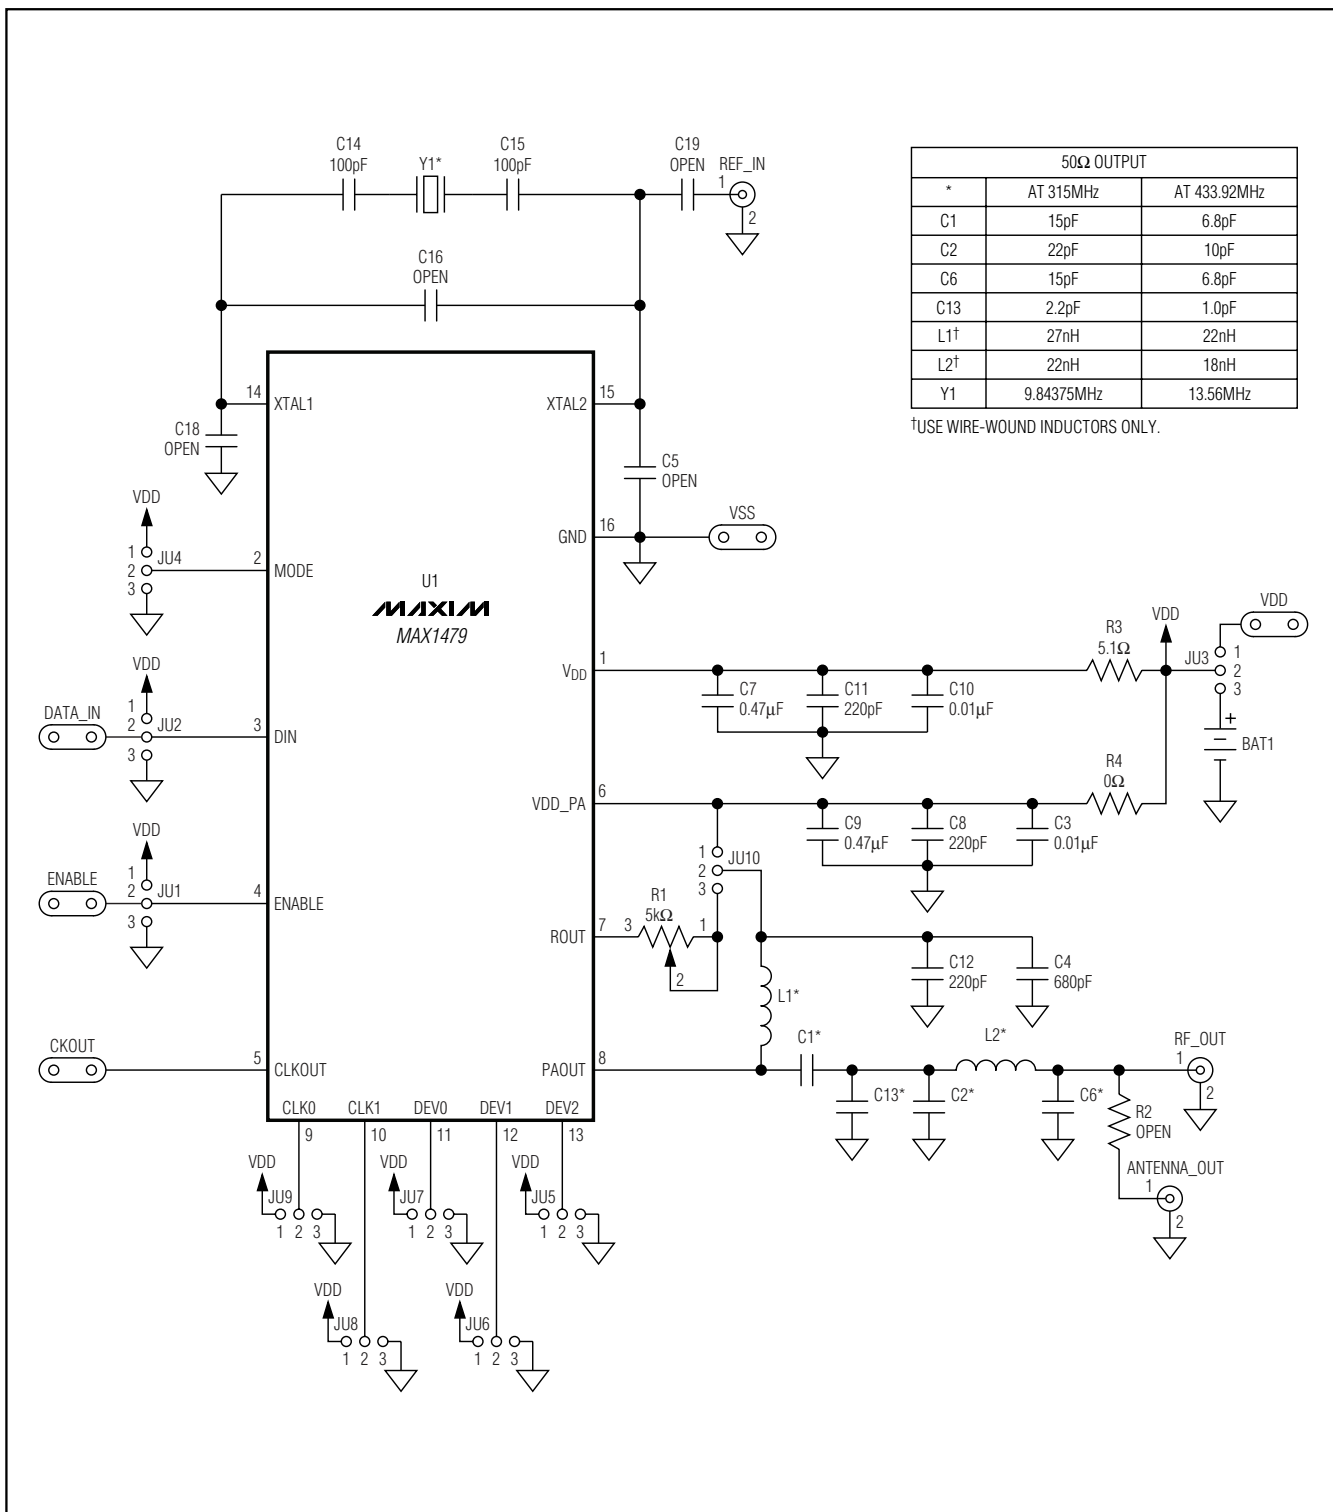 C14
100pF
Y1*
C15
100pF
C19
OPEN
REF_IN
1
2
C16
OPEN
50Ω OUTPUT
* AT 315MHz AT 433.92MHz
C1 15pF 6.8pF
C2 22pF 10pF
C6 15pF 6.8pF
C13 2.2pF 1.0pF
L1† 27nH 22nH
L2† 22nH 18nH
Y1 9.84375MHz 13.56MHz
†USE WIRE-WOUND INDUCTORS ONLY.
14
XTAL1
15
XTAL2
C18
OPEN
C5
OPEN
VDD
1
2
3
JU4
2
MODE
16
GND
VSS
U1
MAXIM
MAX1479
VDD
DATA_IN
1
2
3
JU2
3
DIN
1
VDD
C7
0.47µF
C11
220pF
C10
0.01µF
R3
5.1Ω
VDD
VDD
JU3
1
2
3
+
BAT1
R4
0Ω
6
VDD_PA
C9
0.47µF
C8
220pF
C3
0.01µF
VDD
ENABLE
1
2
3
JU1
4
ENABLE
1
2
3
JU10
R1
5kΩ
7
ROUT
3
1
2
C12
220pF
C4
680pF
L1*
CKOUT
5
CLKOUT
8
PAOUT
C1*
L2*
C13*
C2*
C6*
RF_OUT
1
2
R2
OPEN
ANTENNA_OUT
1
2
CLK0 CLK1 DEV0 DEV1 DEV2
9 10 11 12 13
VDD
JU9
1 2 3
VDD
JU7
1 2 3
VDD
JU5
1 2 3
VDD
JU8
1 2 3
VDD
JU6
1 2 3